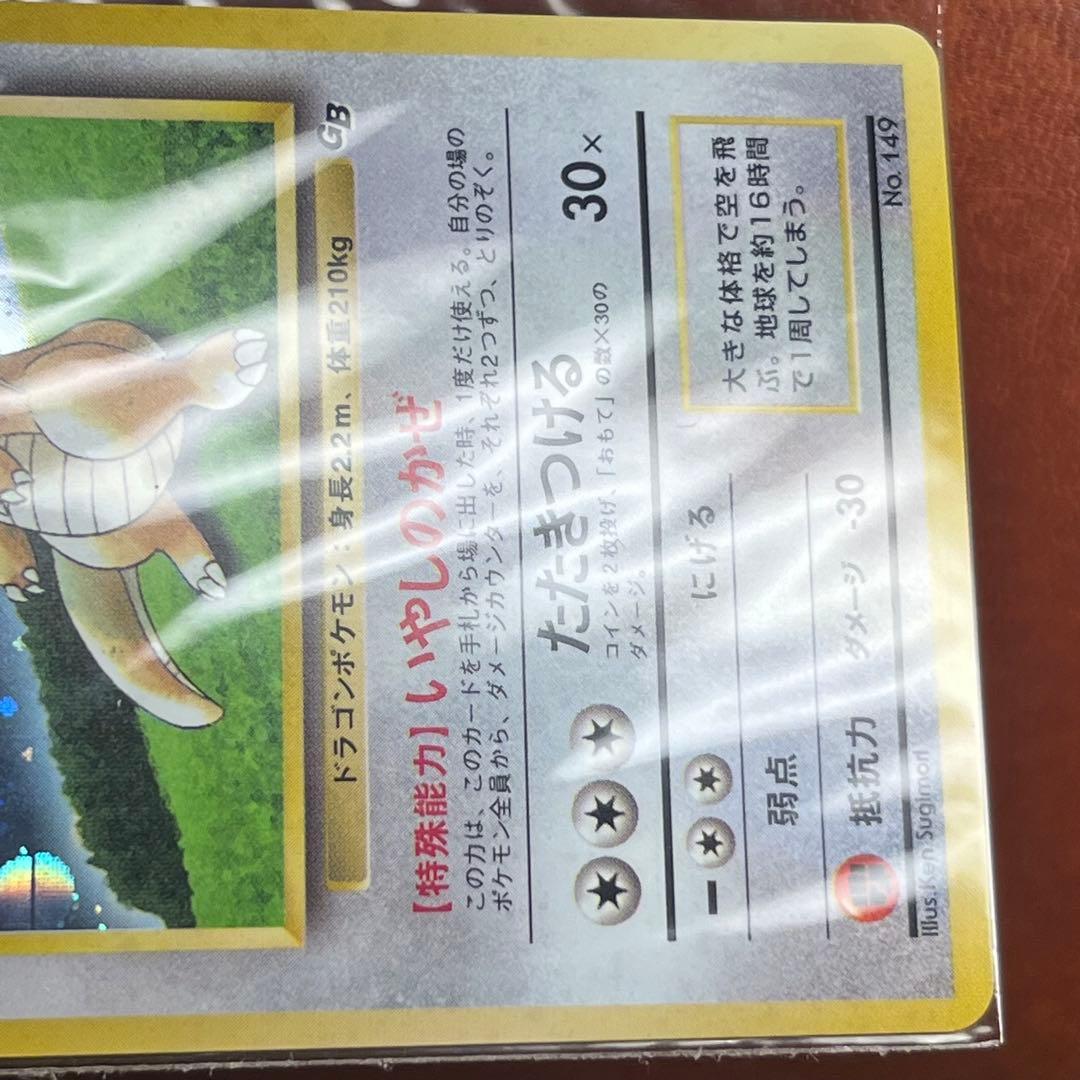 GB
ドラゴンポケモン：身長2.2m、体重210kg
【特殊能力】いやしのかぜ
この力は、このカードを手札から場に出した時、1度だけ使える。自分の場の
ポケモン全員から、ダメージカウンターを、それぞれ2つずつ、とりのぞく。
たたきつける 30×
コインを2枚投げ、「おもて」の数×30の
ダメージ。
にげる
弱点
抵抗力 ダメージ -30
大きな体格で空を飛
ぶ。地球を約16時間
で1周してしまう。
Illus.Ken Sugimori
No.149